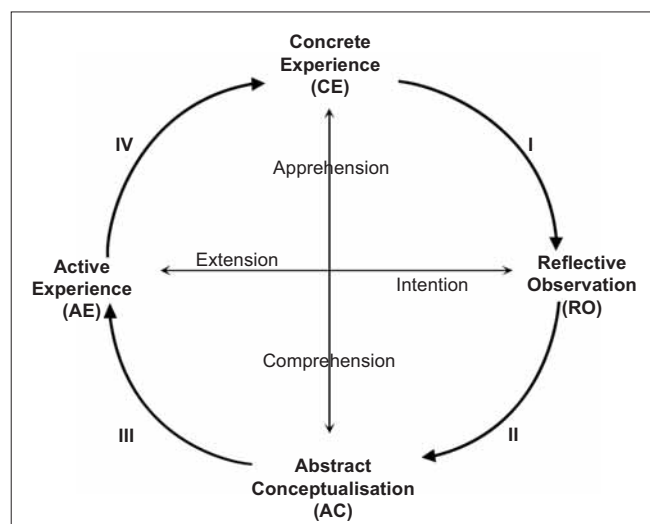 Concrete
Experience
(CE)
IV
I
Apprehension
Extension
Active
Experience
(AE)
Intention
Reflective
Observation
(RO)
Comprehension
III
II
Abstract
Conceptualisation
(AC)